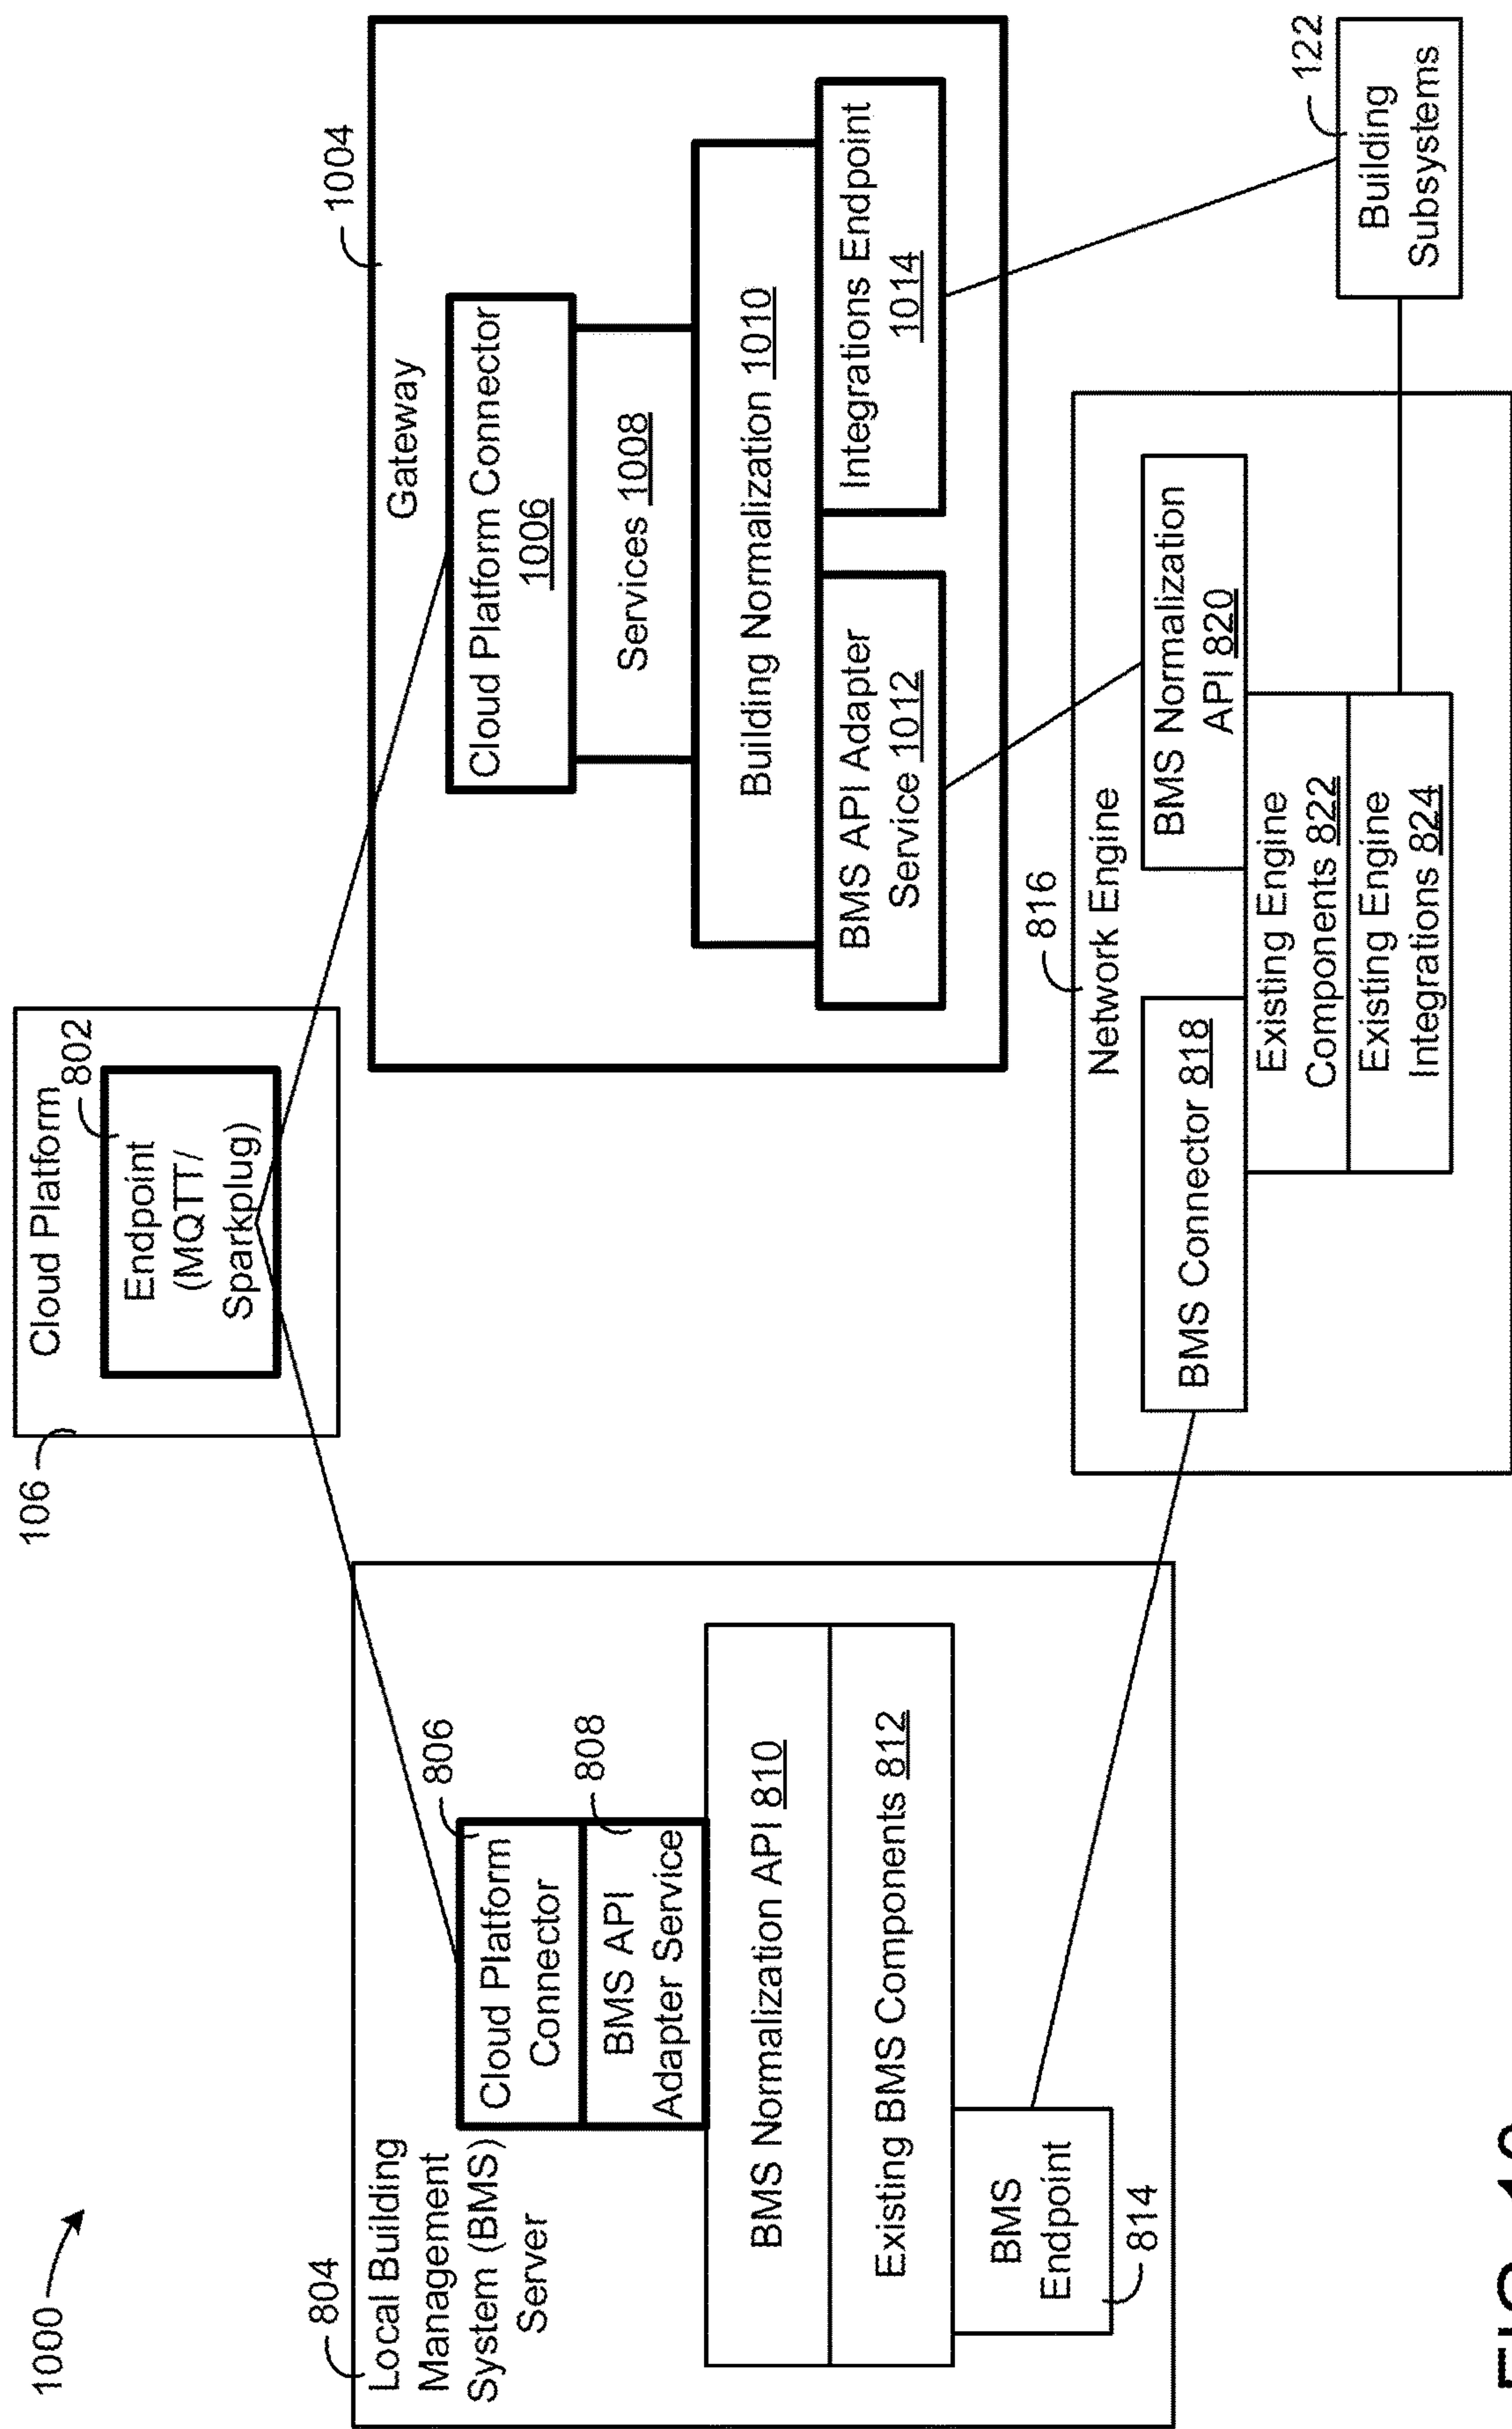 1000
106
Cloud Platform
802
Endpoint
(MQTT/
Sparkplug)
804
Local Building
Management
System (BMS)
Server
806
Cloud Platform
Connector
808
BMS API
Adapter Service
BMS Normalization API 810
Existing BMS Components 812
BMS
Endpoint
814
1004
Gateway
Cloud Platform Connector
1006
Services 1008
Building Normalization 1010
BMS API Adapter
Service 1012
Integrations Endpoint
1014
816
Network Engine
BMS Connector 818
BMS Normalization
API 820
Existing Engine
Components 822
Existing Engine
Integrations 824
122
Building
Subsystems